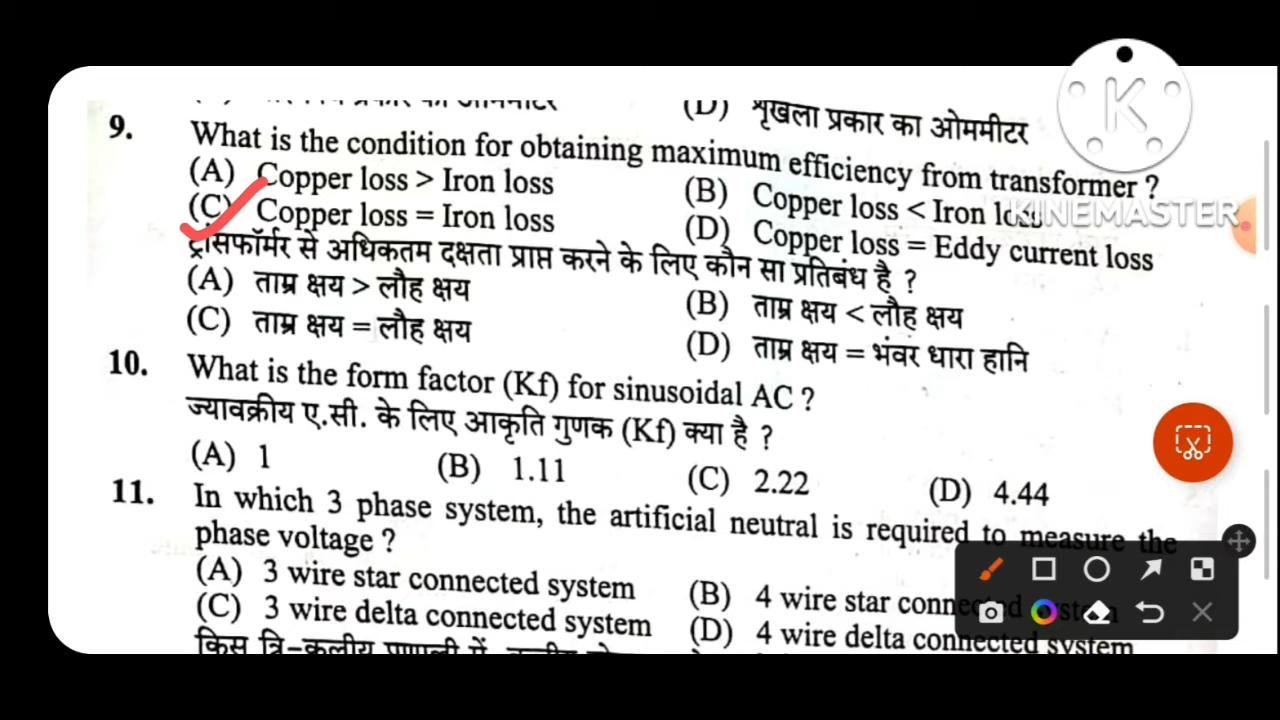 (D) श्रृखला प्रकार का ओममीटर
9. What is the condition for obtaining maximum efficiency from transformer ?
(A) Copper loss > Iron loss
(B) Copper loss < Iron loss
(C) Copper loss = Iron loss
(D) Copper loss = Eddy current loss
ट्रांसफॉर्मर से अधिकतम दक्षता प्राप्त करने के लिए कौन सा प्रतिबंध है ?
(A) ताम्र क्षय > लौह क्षय
(B) ताम्र क्षय < लौह क्षय
(C) ताम्र क्षय = लौह क्षय
(D) ताम्र क्षय = भंवर धारा हानि
10. What is the form factor (Kf) for sinusoidal AC ?
ज्यावक्रीय ए.सी. के लिए आकृति गुणक (Kf) क्या है ?
(A) 1 (B) 1.11 (C) 2.22 (D) 4.44
11. In which 3 phase system, the artificial neutral is required to measure the
phase voltage ?
(A) 3 wire star connected system
(B) 4 wire star connected system
(C) 3 wire delta connected system
(D) 4 wire delta connected system
K
KINEMASTER